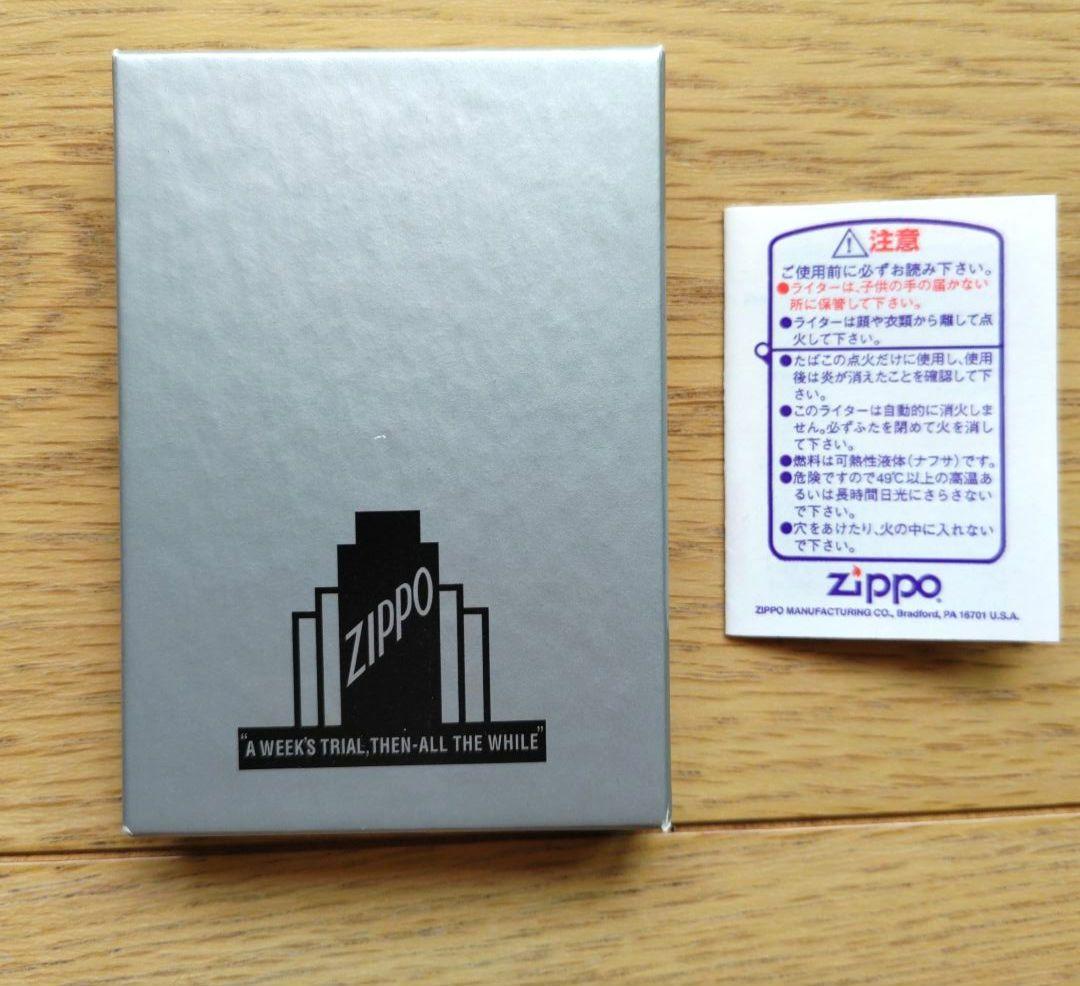 ZIPPO
"A WEEK'S TRIAL,THEN-ALL THE WHILE"
注意
ご使用前に必ずお読み下さい。
●ライターは、子供の手の届かない
所に保管して下さい。
●ライターは顔や衣類から離して点
火して下さい。
●たばこの点火だけに使用し、使用
後は炎が消えたことを確認して下
さい。
●このライターは自動的に消火しま
せん。必ずふたを閉めて火を消し
て下さい。
●燃料は可熱性液体(ナフサ)です。
●危険ですので49℃以上の高温あ
るいは長時間日光にさらさない
で下さい。
●穴をあけたり、火の中に入れない
で下さい。
zippo
ZIPPO MANUFACTURING CO., Bradford, PA 16701 U.S.A.